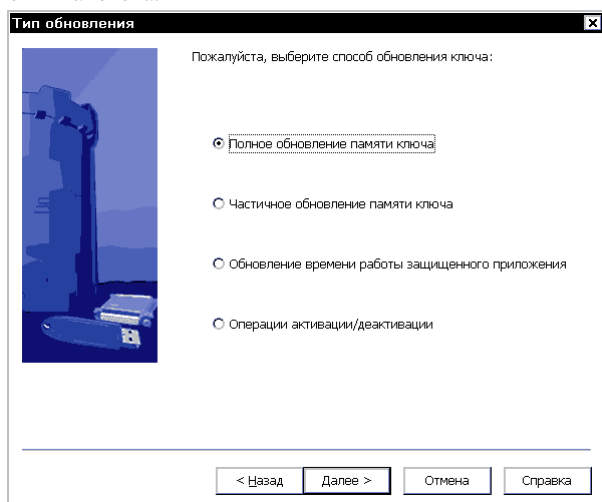 Тип обновления
Пожалуйста, выберите способ обновления ключа:
Полное обновление памяти ключа
Частичное обновление памяти ключа
Обновление времени работы защищенного приложения
Операции активации/деактивации
< Назад Далее > Отмена Справка